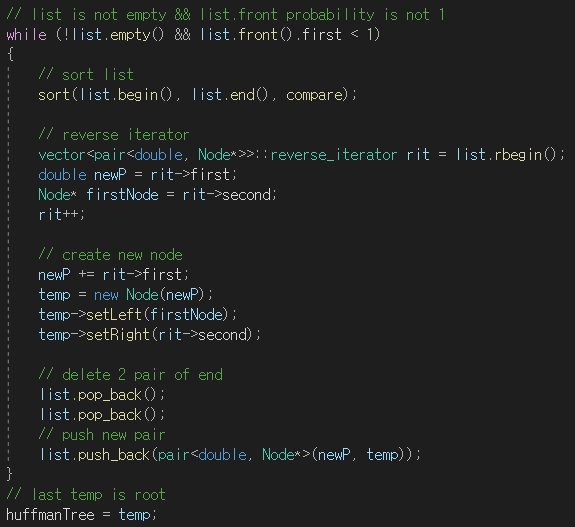 // list is not empty && list.front probability is not 1
while (!list.empty() && list.front().first < 1)
{
// sort list
sort(list.begin(), list.end(), compare);
// reverse iterator
vector<pair<double, Node*>>::reverse_iterator rit = list.rbegin();
double newP = rit->first;
Node* firstNode = rit->second;
rit++;
// create new node
newP += rit->first;
temp = new Node(newP);
temp->setLeft(firstNode);
temp->setRight(rit->second);
// delete 2 pair of end
list.pop_back();
list.pop_back();
// push new pair
list.push_back(pair<double, Node*>(newP, temp));
}
// last temp is root
huffmanTree = temp;